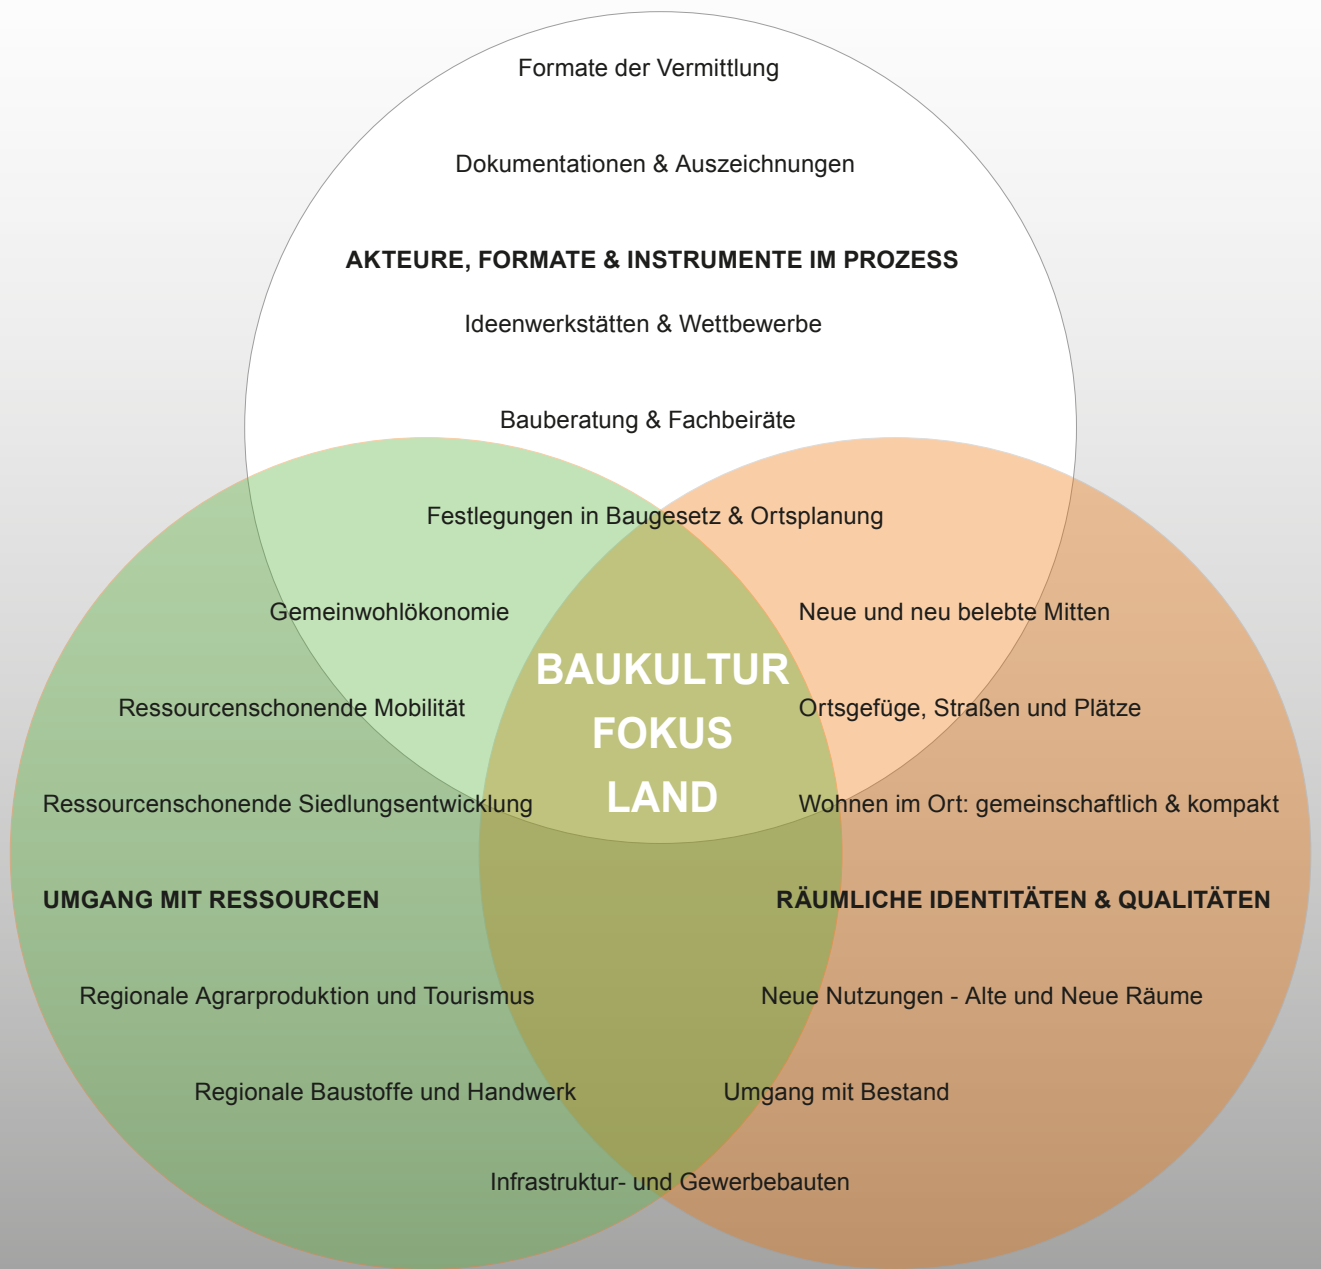 Formate der Vermittlung
Dokumentationen & Auszeichnungen
AKTEURE, FORMATE & INSTRUMENTE IM PROZESS
Ideenwerkstätten & Wettbewerbe
Bauberatung & Fachbeiräte
Festlegungen in Baugesetz & Ortsplanung
Gemeinwohlökonomie
Neue und neu belebte Mitten
BAUKULTUR
FOKUS
LAND
Ressourcenschonende Mobilität
Ortsgefüge, Straßen und Plätze
Ressourcenschonende Siedlungsentwicklung
Wohnen im Ort: gemeinschaftlich & kompakt
UMGANG MIT RESSOURCEN
RÄUMLICHE IDENTITÄTEN & QUALITÄTEN
Regionale Agrarproduktion und Tourismus
Neue Nutzungen - Alte und Neue Räume
Regionale Baustoffe und Handwerk
Umgang mit Bestand
Infrastruktur- und Gewerbebauten